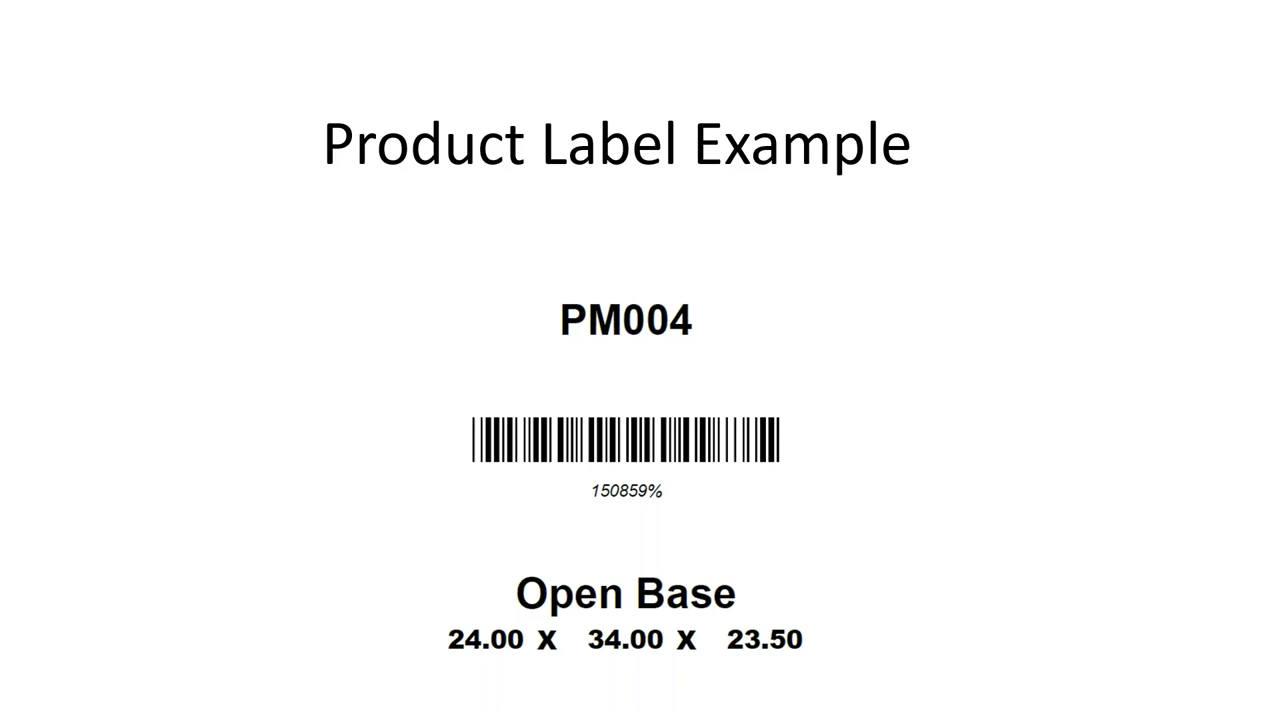 Product Label Example
PM004
150859%
Open Base
24.00 X 34.00 X 23.50